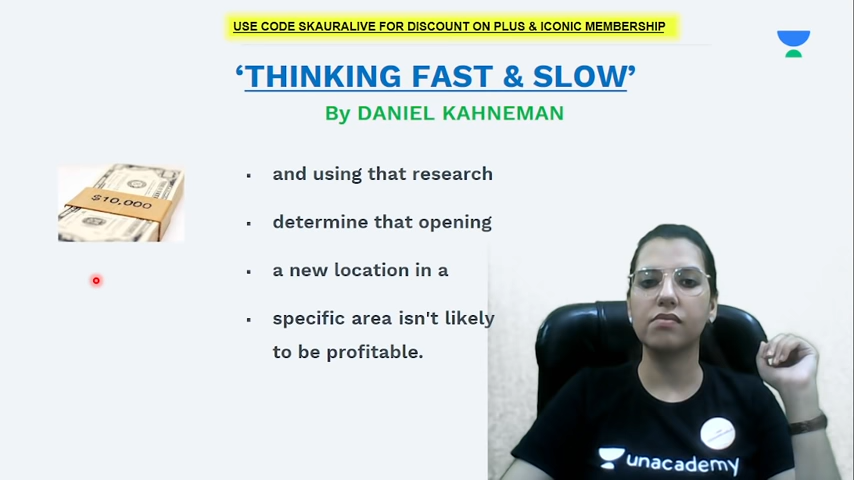 USE CODE SKAURALIVE FOR DISCOUNT ON PLUS & ICONIC MEMBERSHIP
‘THINKING FAST & SLOW’
By DANIEL KAHNEMAN
$10,000
▪ and using that research
▪ determine that opening
▪ a new location in a
▪ specific area isn't likely
to be profitable.
unacademy